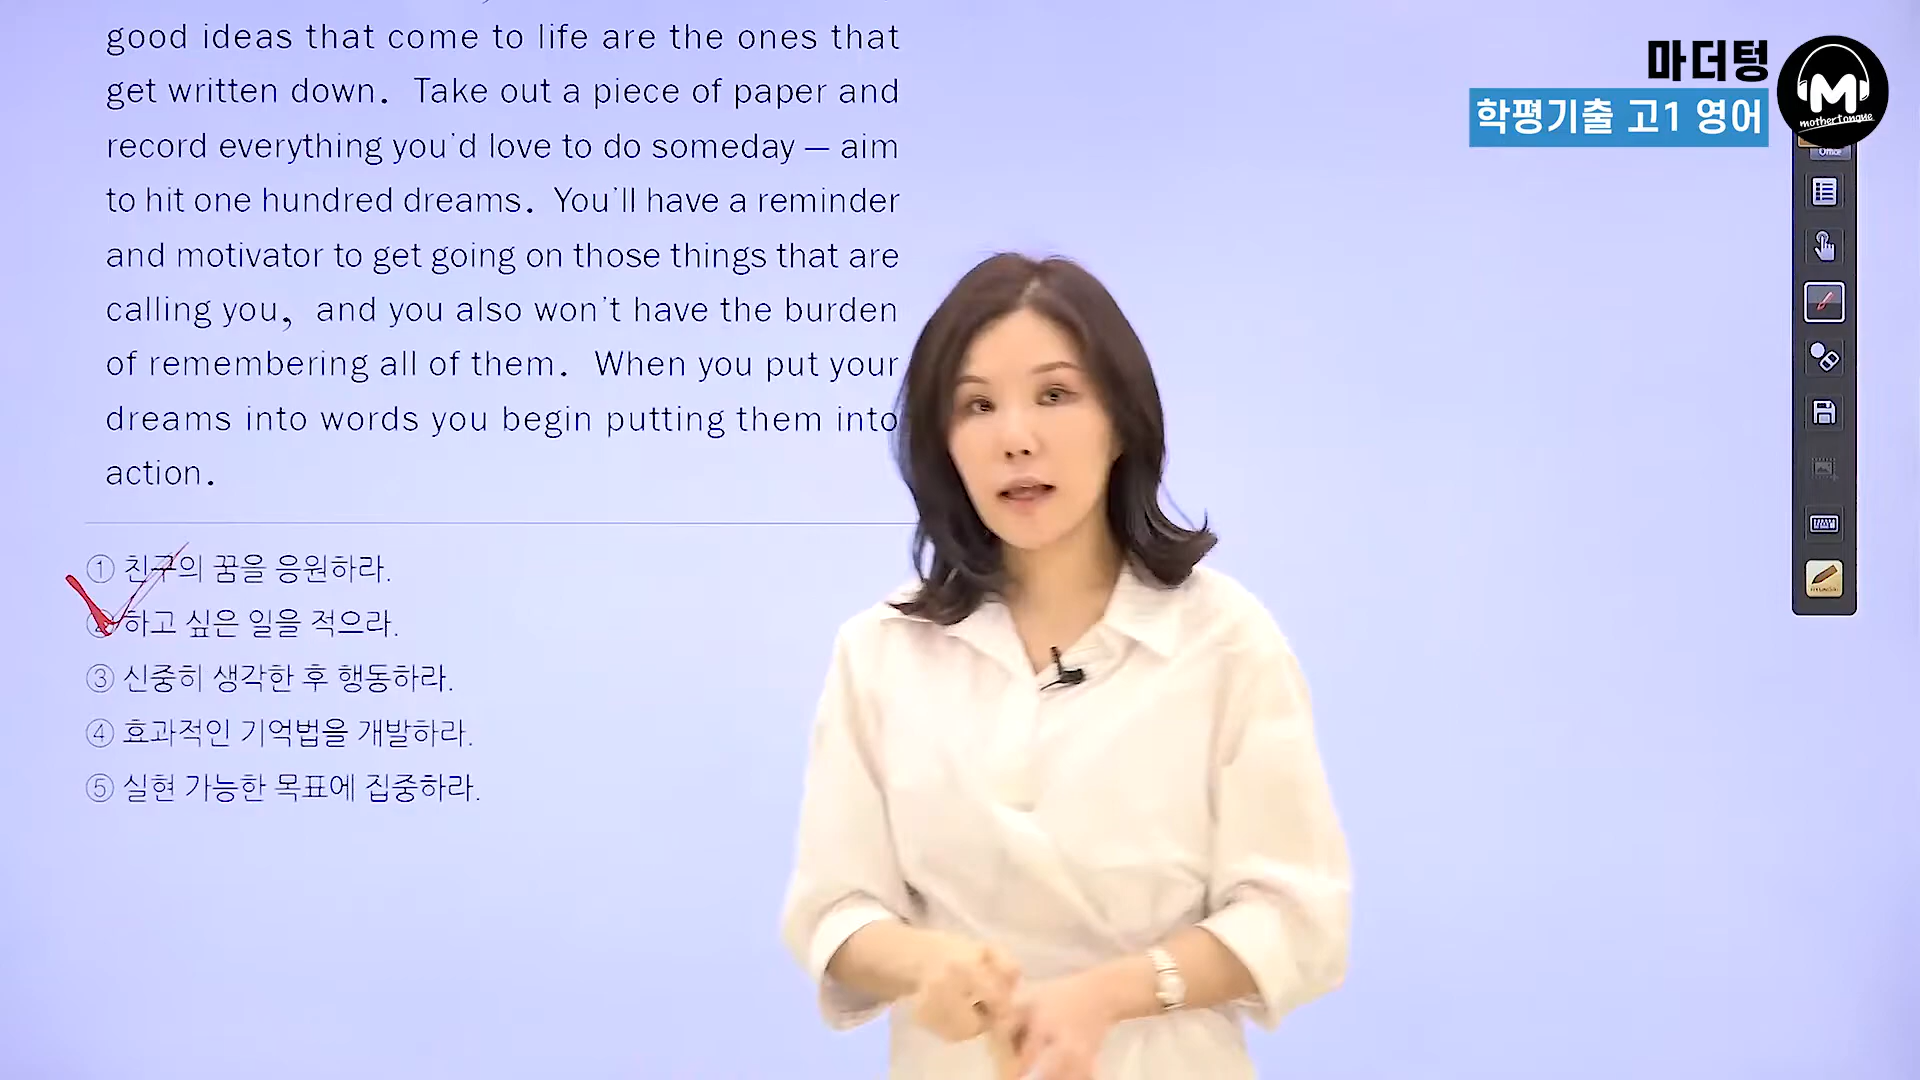 good ideas that come to life are the ones that
get written down. Take out a piece of paper and
record everything you'd love to do someday — aim
to hit one hundred dreams. You'll have a reminder
and motivator to get going on those things that are
calling you, and you also won't have the burden
of remembering all of them. When you put your
dreams into words you begin putting them into
action.
① 친구의 꿈을 응원하라.
② 하고 싶은 일을 적으라.
③ 신중히 생각한 후 행동하라.
④ 효과적인 기억법을 개발하라.
⑤ 실현 가능한 목표에 집중하라.
마더텅
학평기출 고1 영어
M
mothertongue
Office